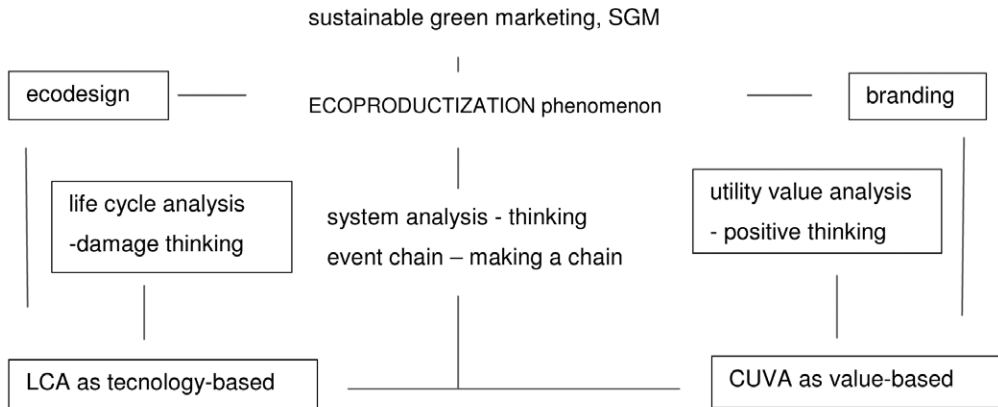 sustainable green marketing, SGM
ecodesign
ECOPRODUCTIZATION phenomenon
branding
life cycle analysis
-damage thinking
system analysis - thinking
event chain – making a chain
utility value analysis
- positive thinking
LCA as tecnology-based
CUVA as value-based